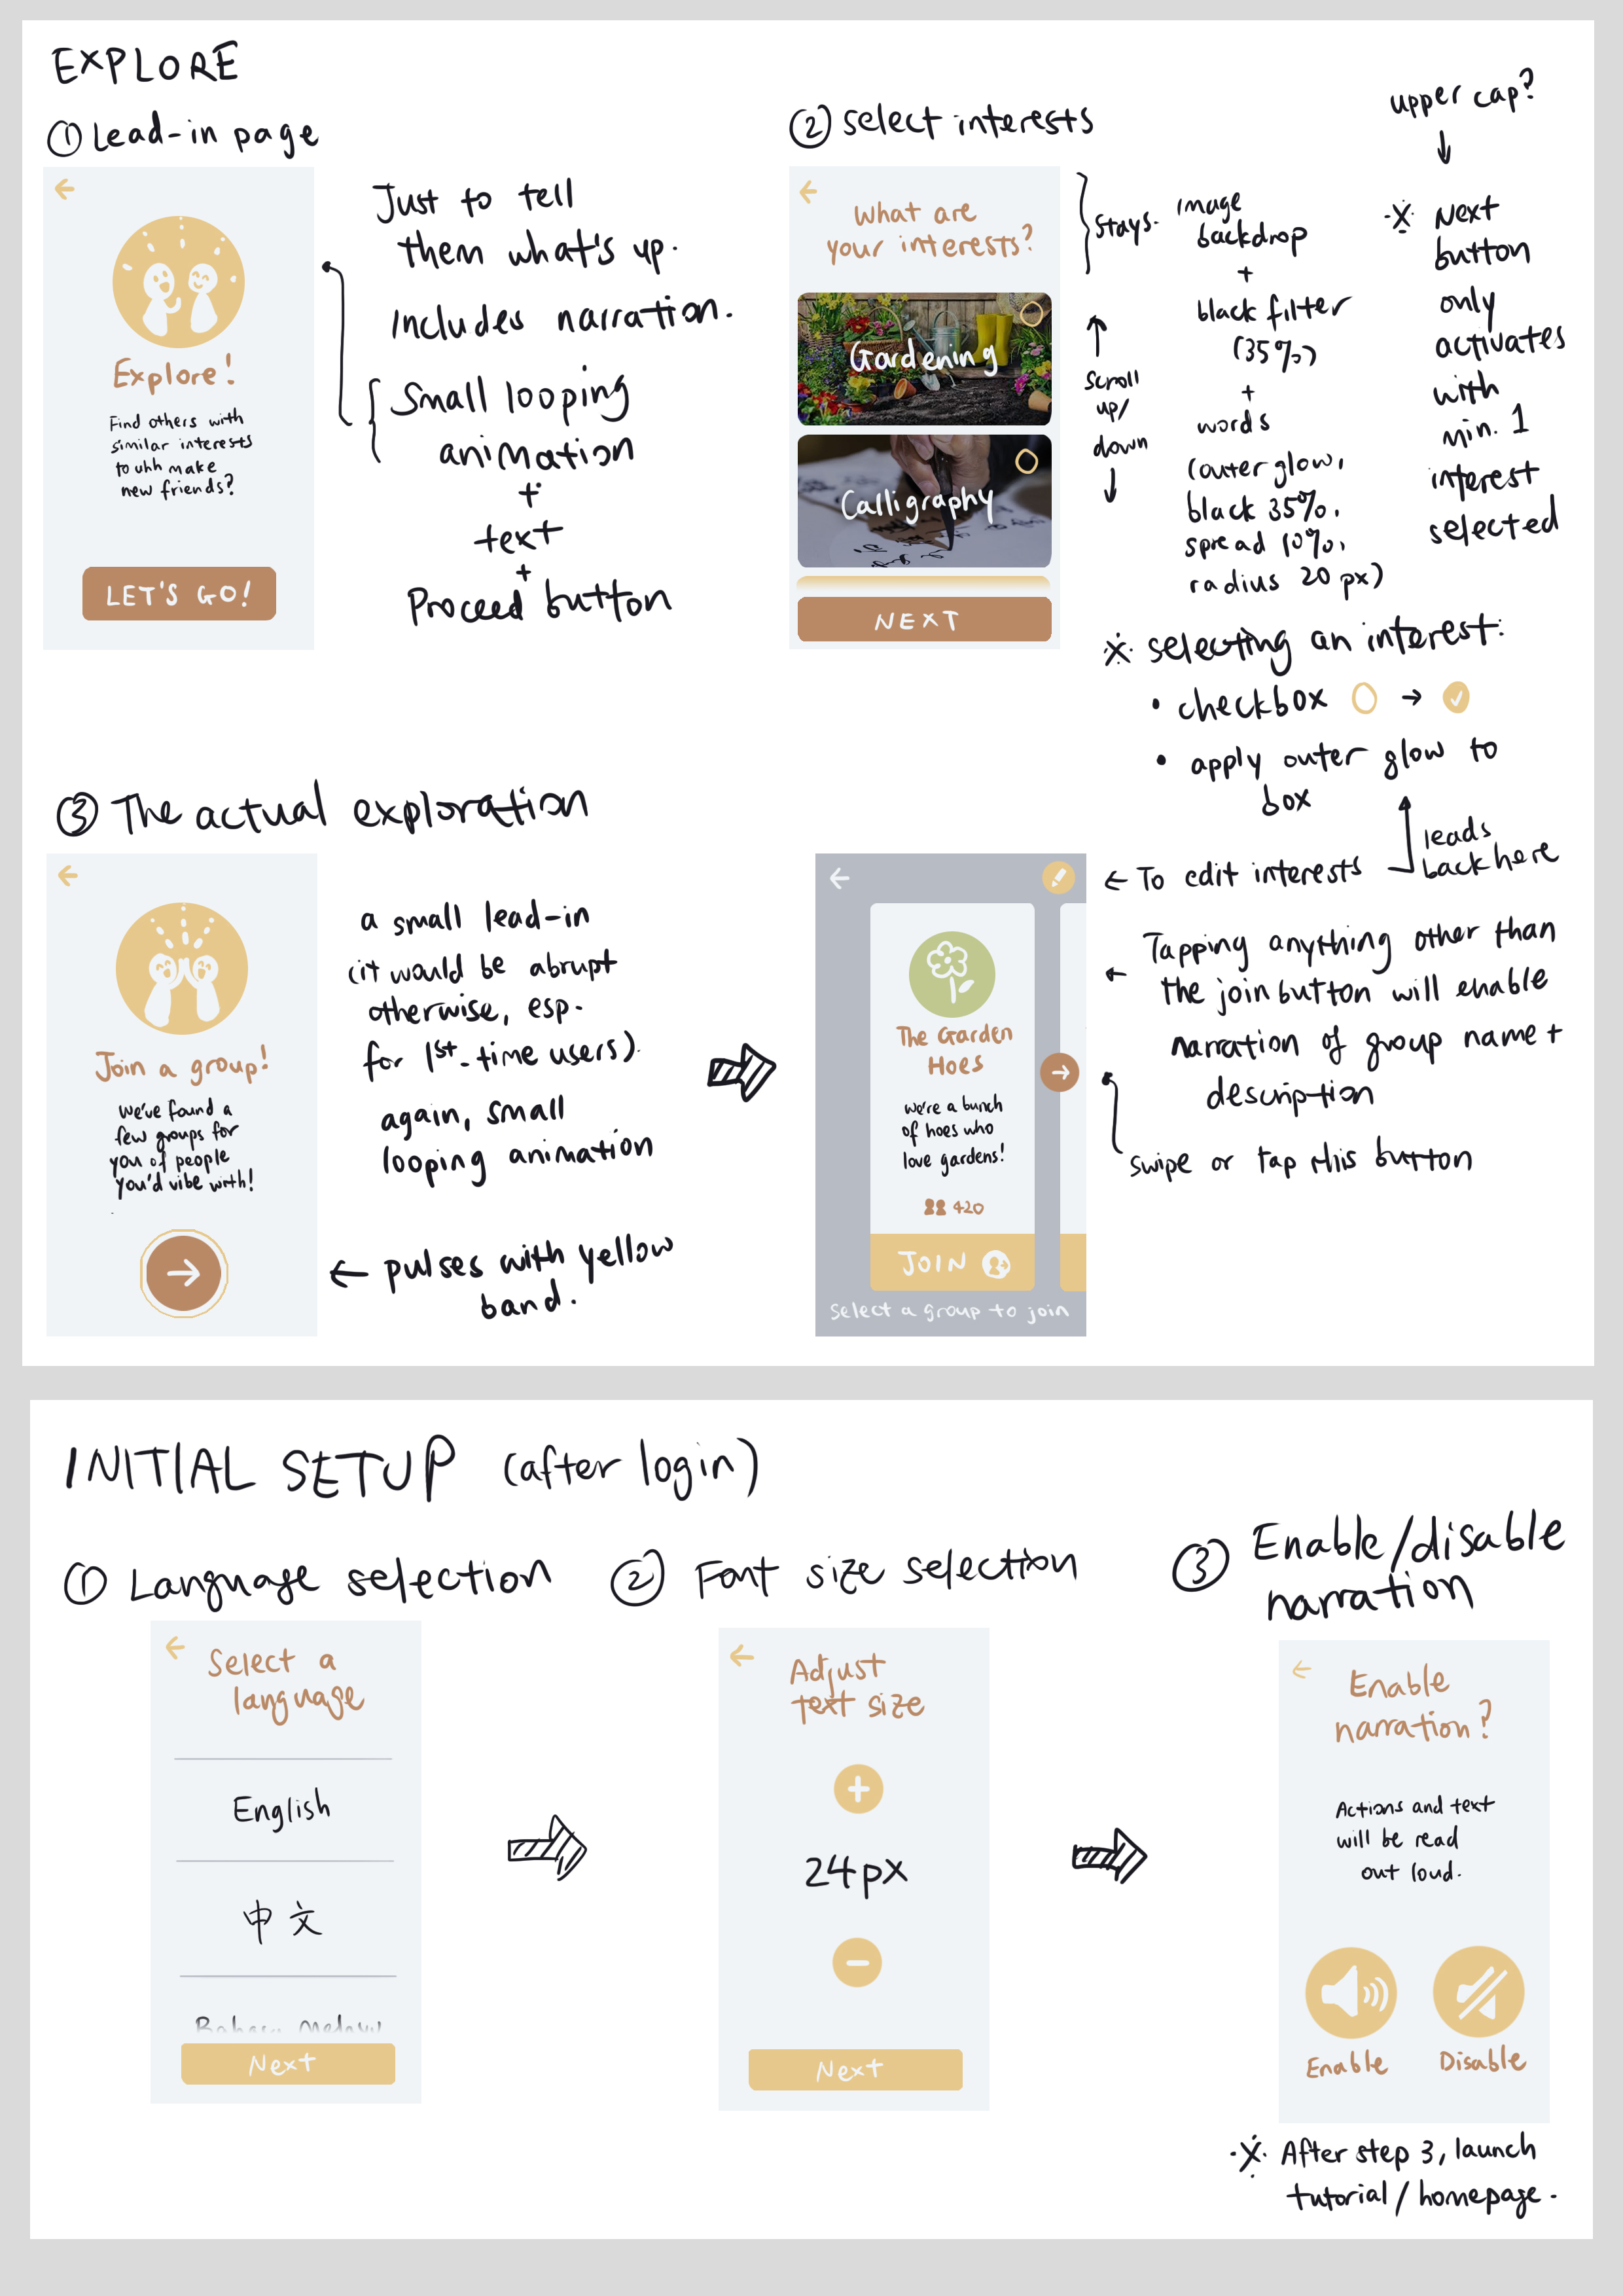 EXPLORE
① Lead-in page
Explore!
Find others with
similar interests
to uhh make
new friends?
LET'S GO!
Just to tell
them what's up.
Includes narration.
Small looping
animation
+
text
+
Proceed button
② select interests
What are
your interests?
Gardening
Calligraphy
NEXT
stays.
scroll
up/
down
image
backdrop
+
black filter
(35%)
+
words
(outer glow,
black 35%,
spread 10%,
radius 20 px)
upper cap?
※ Next
button
only
activates
with
min. 1
interest
selected
※ selecting an interest:
• checkbox → 
• apply outer glow to
box
leads
back here
③ The actual exploration
Join a group!
we've found a
few groups for
you of people
you'd vibe with!
a small lead-in
(it would be abrupt
otherwise, esp.
for 1st-time users).
again, small
looping animation
← pulses with yellow
band.
The Garden
Hoes
we're a bunch
of hoes who
love gardens!
420
JOIN
Select a group to join
← To edit interests
← Tapping anything other than
the join button will enable
narration of group name +
description
swipe or tap this button
INITIAL SETUP (after login)
① Language selection
Select a
language
English
中文
Bahasa Melayu
Next
② Font size selection
Adjust
text size
+
24px
−
Next
③ Enable/disable
narration
Enable
narration?
Actions and text
will be read
out loud.
Enable
Disable
※ After step 3, launch
tutorial/homepage.